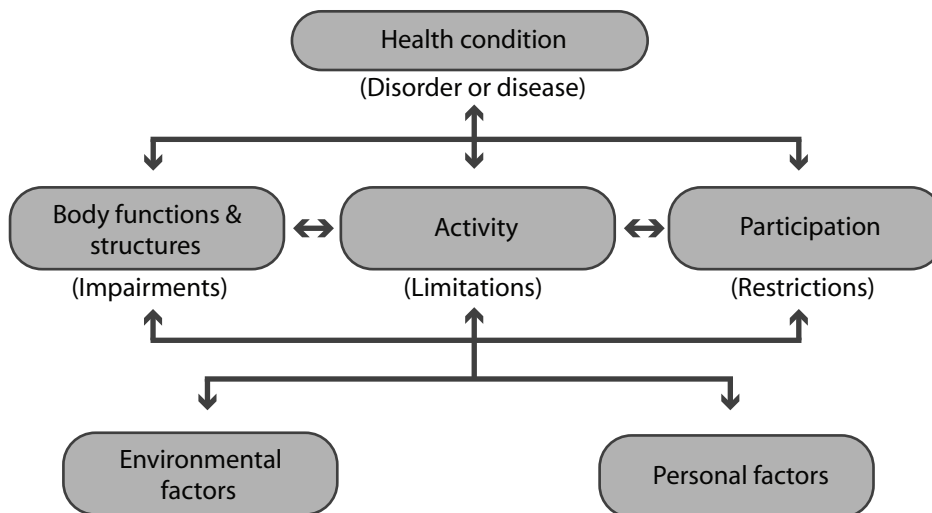 Health condition
(Disorder or disease)
Body functions &
structures
(Impairments)
Activity
(Limitations)
Participation
(Restrictions)
Environmental
factors
Personal factors